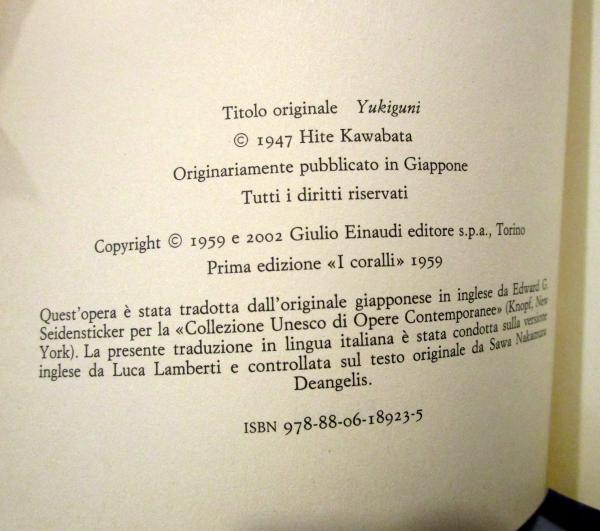 Titolo originale Yukiguni
© 1947 Hite Kawabata
Originariamente pubblicato in Giappone
Tutti i diritti riservati
Copyright © 1959 e 2002 Giulio Einaudi editore s.p.a., Torino
Prima edizione «I coralli» 1959
Quest'opera è stata tradotta dall'originale giapponese in inglese da Edward G.
Seidensticker per la «Collezione Unesco di Opere Contemporanee» (Knopf, New
York). La presente traduzione in lingua italiana è stata condotta sulla versione
inglese da Luca Lamberti e controllata sul testo originale da Sawa Nakamura
Deangelis.
ISBN 978-88-06-18923-5